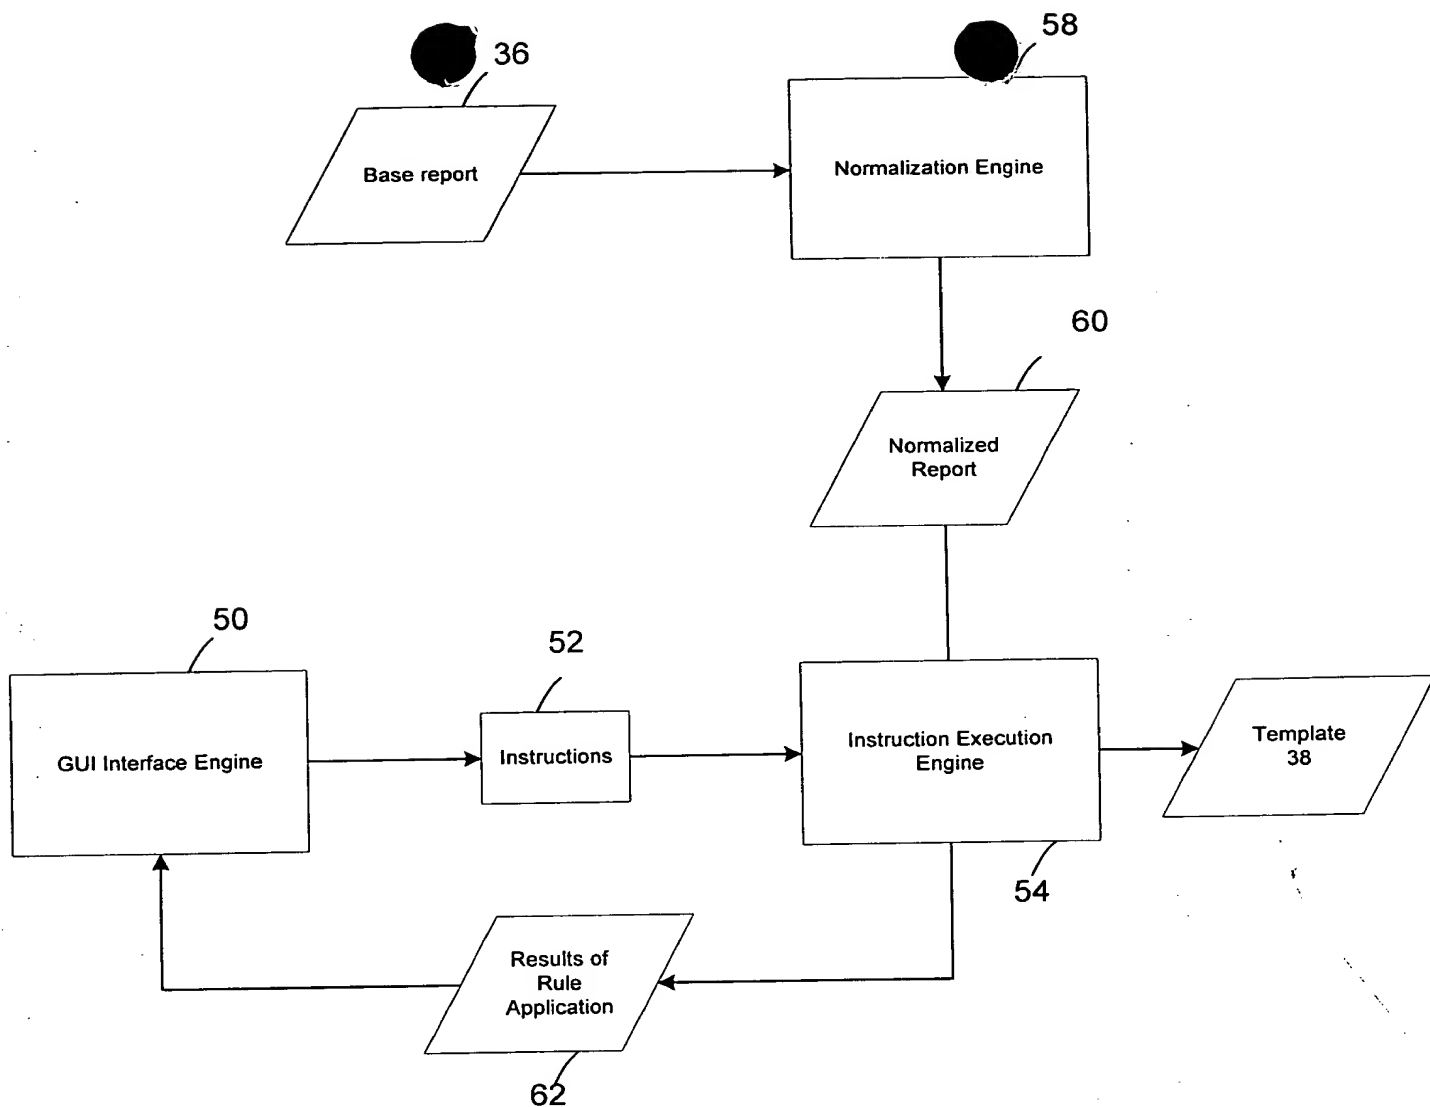 36
58
Base report
Normalization Engine
60
Normalized
Report
50
52
GUI Interface Engine
Instructions
Instruction Execution
Engine
Template
38
54
Results of
Rule
Application
62